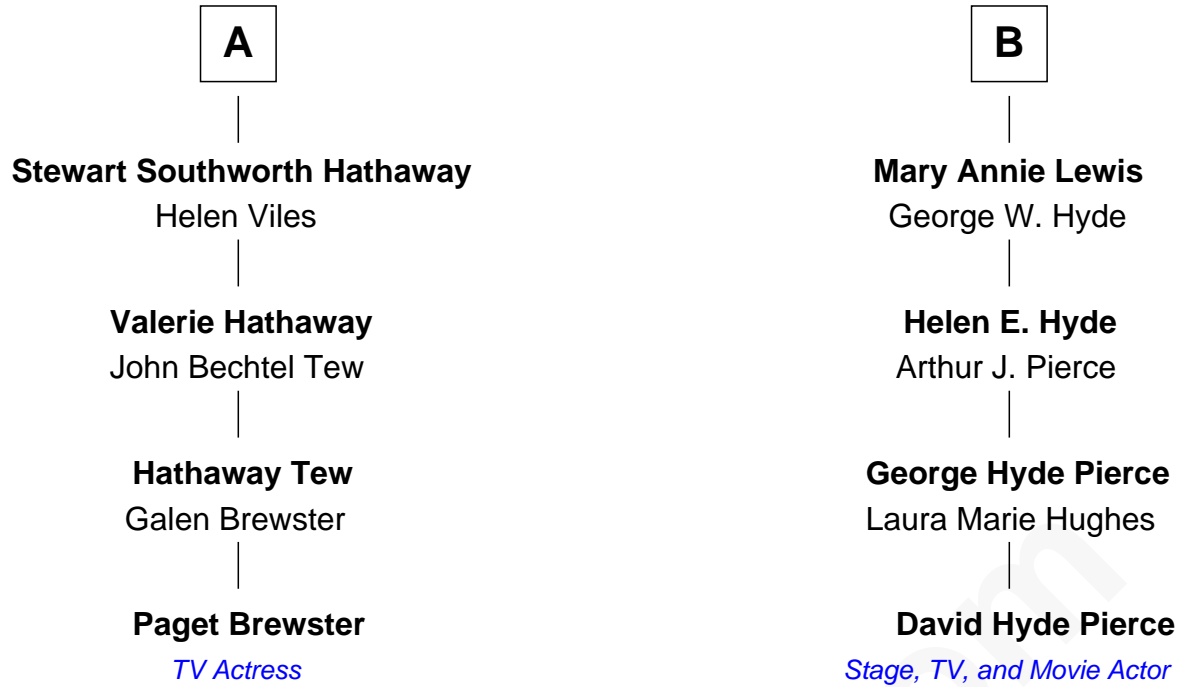 A
B
Stewart Southworth Hathaway
Helen Viles
Mary Annie Lewis
George W. Hyde
Valerie Hathaway
John Bechtel Tew
Helen E. Hyde
Arthur J. Pierce
Hathaway Tew
Galen Brewster
George Hyde Pierce
Laura Marie Hughes
Paget Brewster
TV Actress
David Hyde Pierce
Stage, TV, and Movie Actor